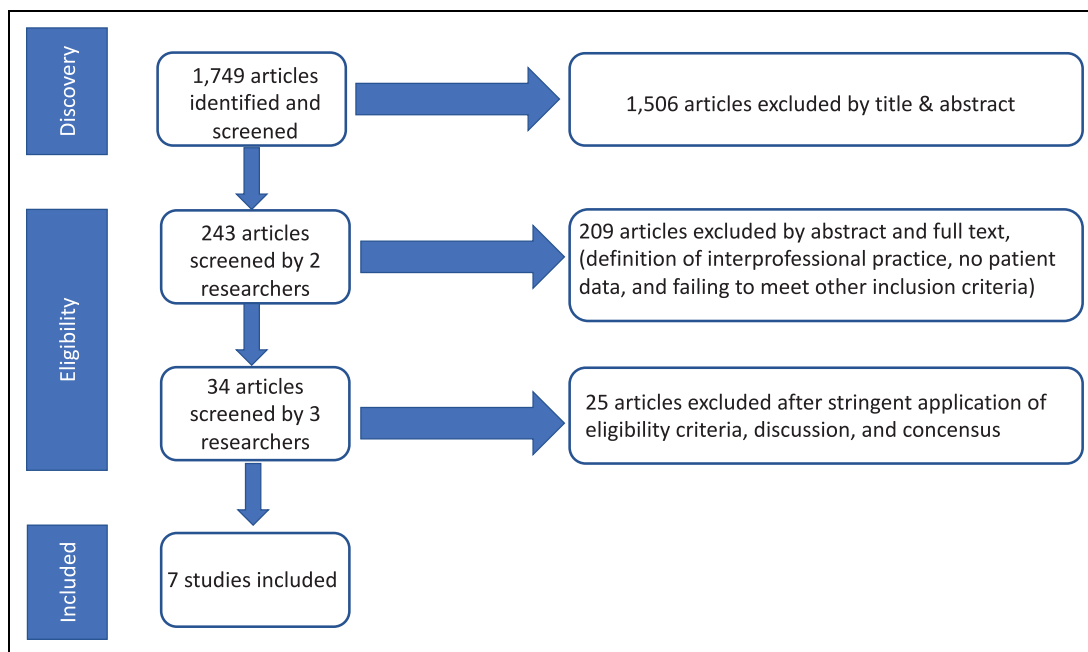 Discovery
1,749 articles
identified and
screened
1,506 articles excluded by title & abstract
Eligibility
243 articles
screened by 2
researchers
209 articles excluded by abstract and full text,
(definition of interprofessional practice, no patient
data, and failing to meet other inclusion criteria)
34 articles
screened by 3
researchers
25 articles excluded after stringent application of
eligibility criteria, discussion, and concensus
Included
7 studies included